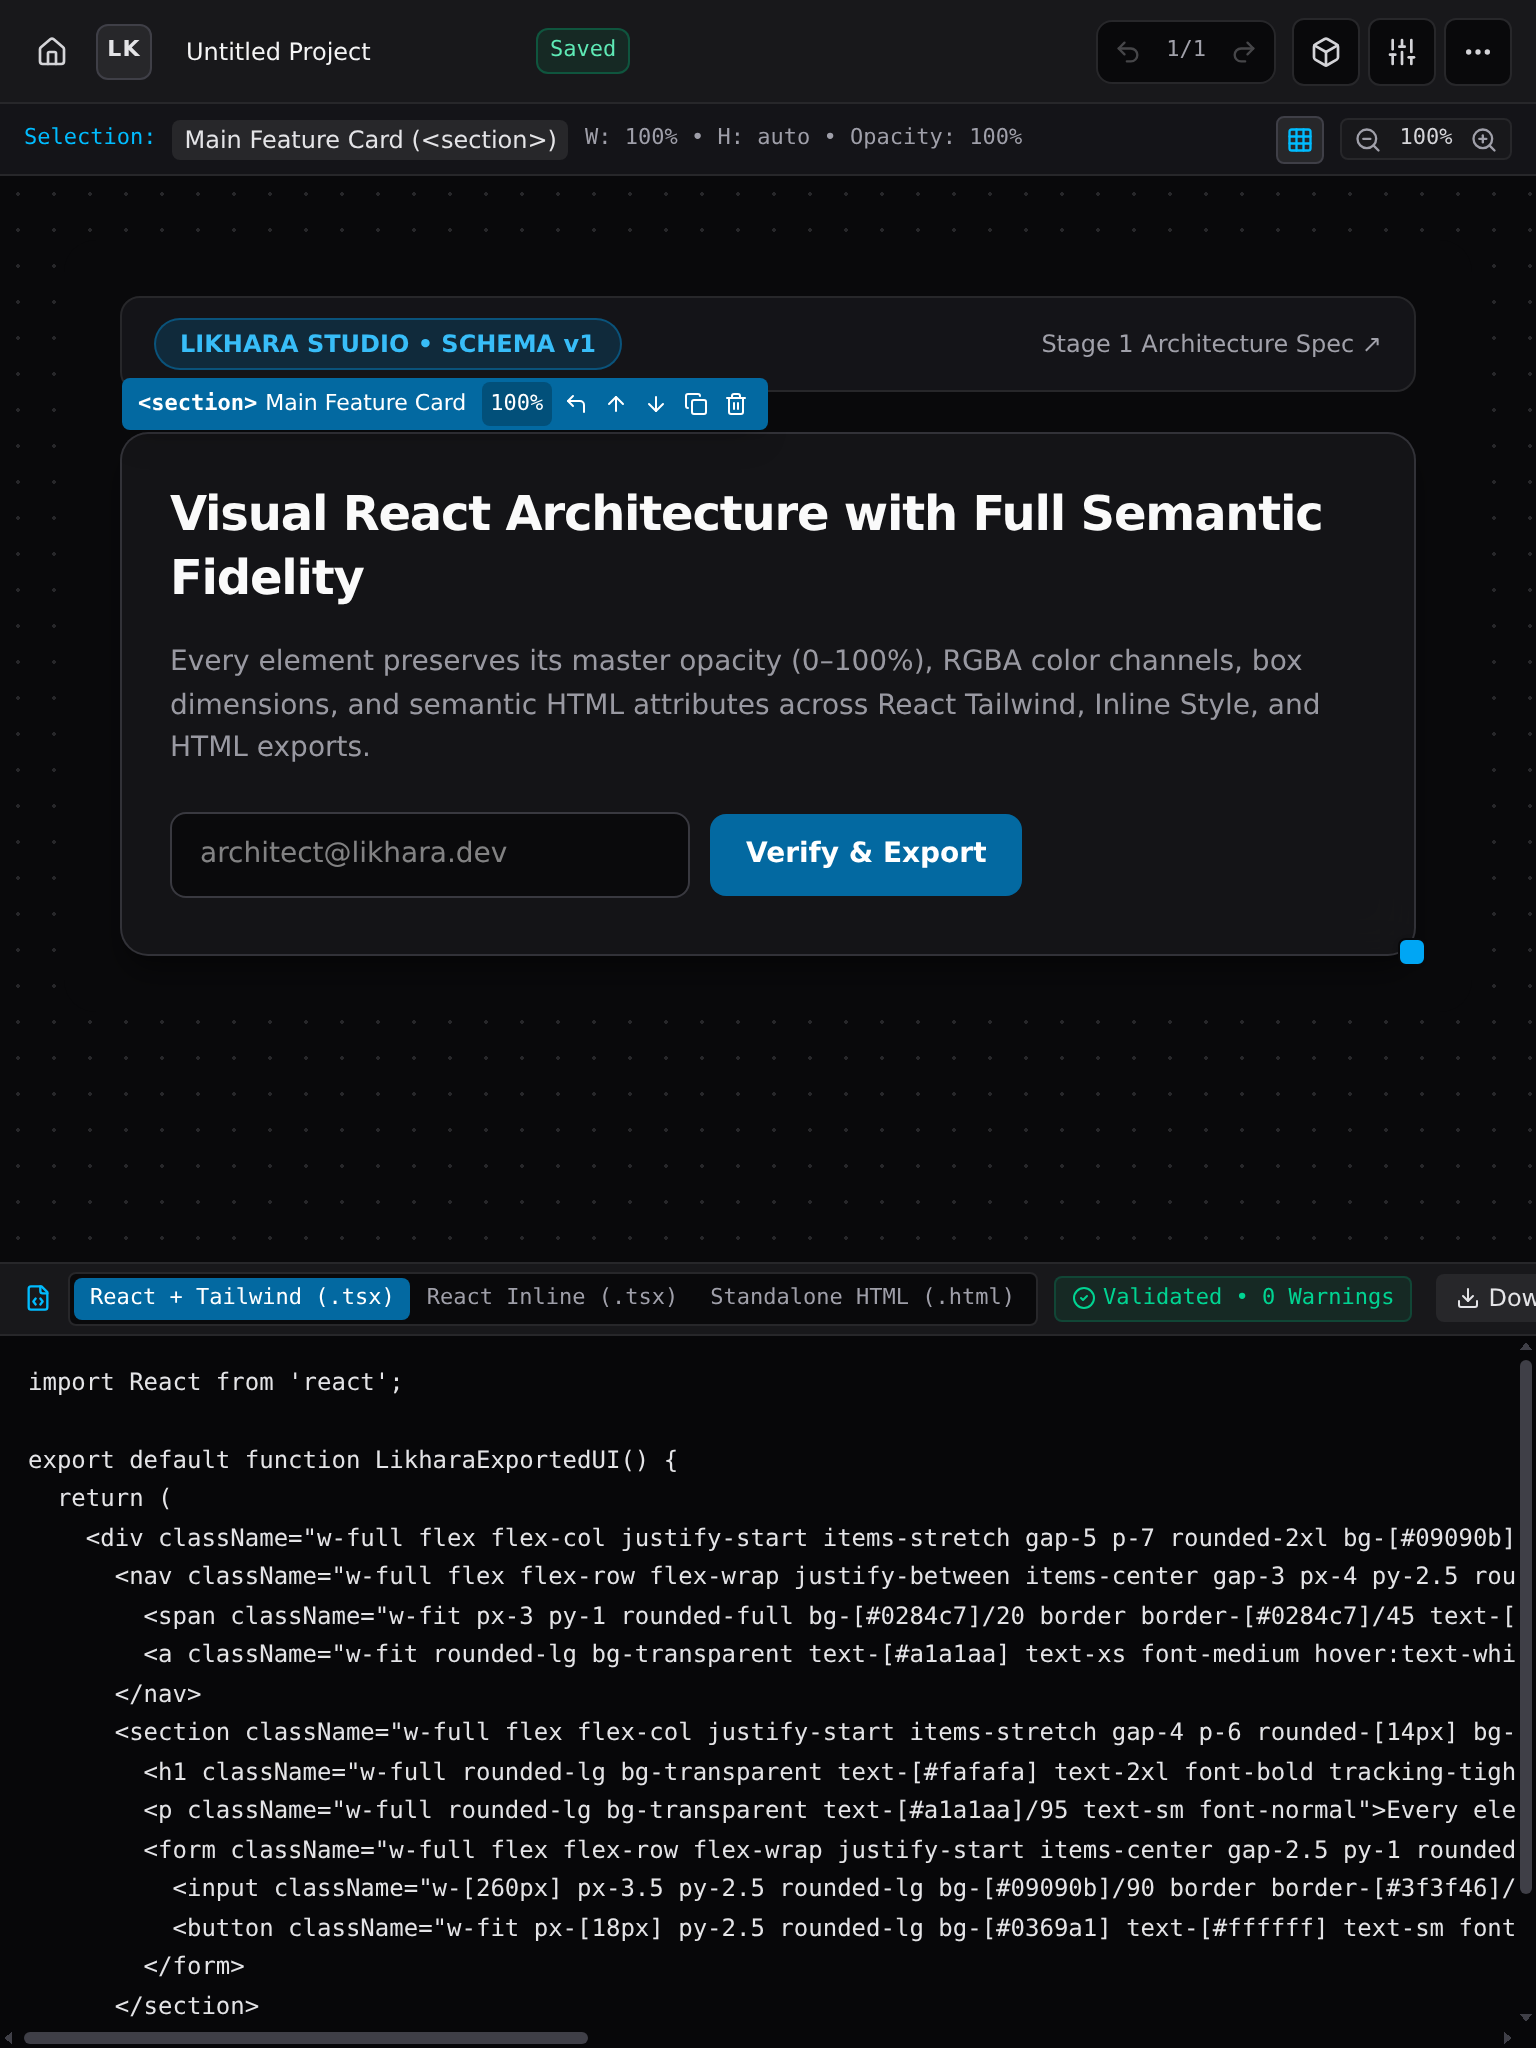 LK
Untitled Project
Saved
1/1
Selection: Main Feature Card (<section>) W: 100% • H: auto • Opacity: 100%
100%
LIKHARA STUDIO • SCHEMA v1
Stage 1 Architecture Spec ↗
<section> Main Feature Card 100%
Visual React Architecture with Full Semantic
Fidelity
Every element preserves its master opacity (0–100%), RGBA color channels, box
dimensions, and semantic HTML attributes across React Tailwind, Inline Style, and
HTML exports.
architect@likhara.dev
Verify & Export
React + Tailwind (.tsx) React Inline (.tsx) Standalone HTML (.html) Validated • 0 Warnings Dow
import React from 'react';
export default function LikharaExportedUI() {
return (
<div className="w-full flex flex-col justify-start items-stretch gap-5 p-7 rounded-2xl bg-[#09090b]
<nav className="w-full flex flex-row flex-wrap justify-between items-center gap-3 px-4 py-2.5 rou
<span className="w-fit px-3 py-1 rounded-full bg-[#0284c7]/20 border border-[#0284c7]/45 text-[
<a className="w-fit rounded-lg bg-transparent text-[#a1a1aa] text-xs font-medium hover:text-whi
</nav>
<section className="w-full flex flex-col justify-start items-stretch gap-4 p-6 rounded-[14px] bg-
<h1 className="w-full rounded-lg bg-transparent text-[#fafafa] text-2xl font-bold tracking-tigh
<p className="w-full rounded-lg bg-transparent text-[#a1a1aa]/95 text-sm font-normal">Every ele
<form className="w-full flex flex-row flex-wrap justify-start items-center gap-2.5 py-1 rounded
<input className="w-[260px] px-3.5 py-2.5 rounded-lg bg-[#09090b]/90 border border-[#3f3f46]/
<button className="w-fit px-[18px] py-2.5 rounded-lg bg-[#0369a1] text-[#ffffff] text-sm font
</form>
</section>